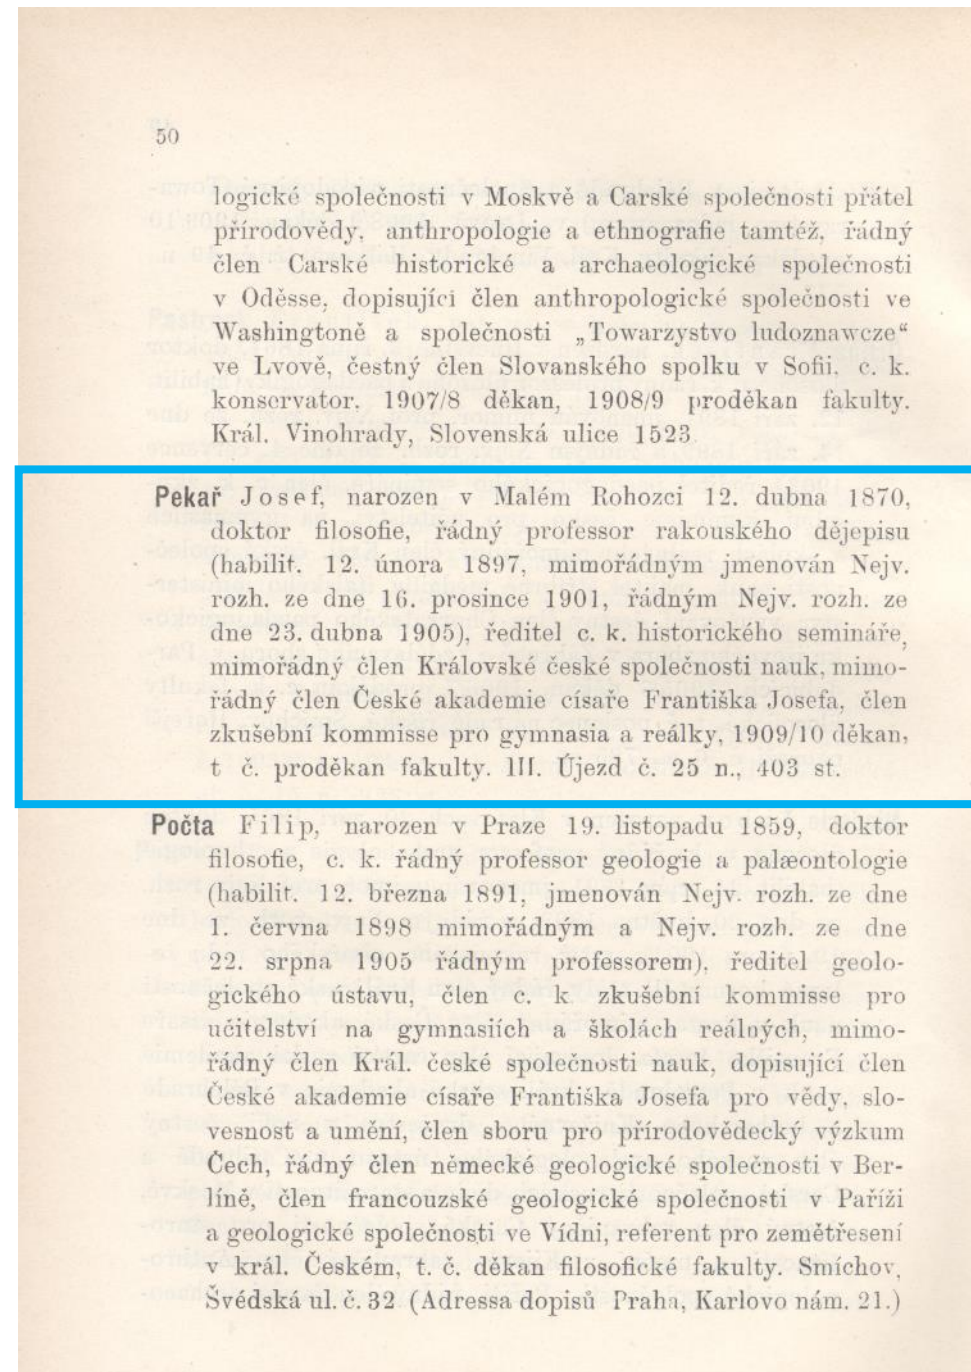 50
logické společnosti v Moskvě a Carské společnosti přátel
přírodovědy, anthropologie a ethnografie tamtéž, řádný
člen Carské historické a archaeologické společnosti
v Oděsse, dopisující člen anthropologické společnosti ve
Washingtoně a společnosti „Towarzystvo ludoznawcze“
ve Lvově, čestný člen Slovanského spolku v Sofii, c. k.
konservator, 1907/8 děkan, 1908/9 proděkan fakulty.
Král. Vinohrady, Slovenská ulice 1523.
Pekař Josef, narozen v Malém Rohozci 12. dubna 1870,
doktor filosofie, řádný professor rakouského dějepisu
(habilit. 12. února 1897, mimořádným jmenován Nejv.
rozh. ze dne 16. prosince 1901, řádným Nejv. rozh. ze
dne 23. dubna 1905), ředitel c. k. historického semináře,
mimořádný člen Královské české společnosti nauk, mimo-
řádný člen České akademie císaře Františka Josefa, člen
zkušební kommisse pro gymnasia a reálky, 1909/10 děkan,
t č. proděkan fakulty. III. Újezd č. 25 n., 403 st.
Počta Filip, narozen v Praze 19. listopadu 1859, doktor
filosofie, c. k. řádný professor geologie a palæontologie
(habilit. 12. března 1891, jmenován Nejv. rozh. ze dne
1. června 1898 mimořádným a Nejv. rozh. ze dne
22. srpna 1905 řádným professorem), ředitel geolo-
gického ústavu, člen c. k zkušební kommisse pro
učitelství na gymnasiích a školách reálných, mimo-
řádný člen Král. české společnosti nauk, dopisující člen
České akademie císaře Františka Josefa pro vědy, slo-
vesnost a umění, člen sboru pro přírodovědecký výzkum
Čech, řádný člen německé geologické společnosti v Ber-
líně, člen francouzské geologické společnosti v Paříži
a geologické společnosti ve Vídni, referent pro zemětřesení
v král. Českém, t. č. děkan filosofické fakulty. Smíchov,
Švédská ul. č. 32 (Adressa dopisů Praha, Karlovo nám. 21.)